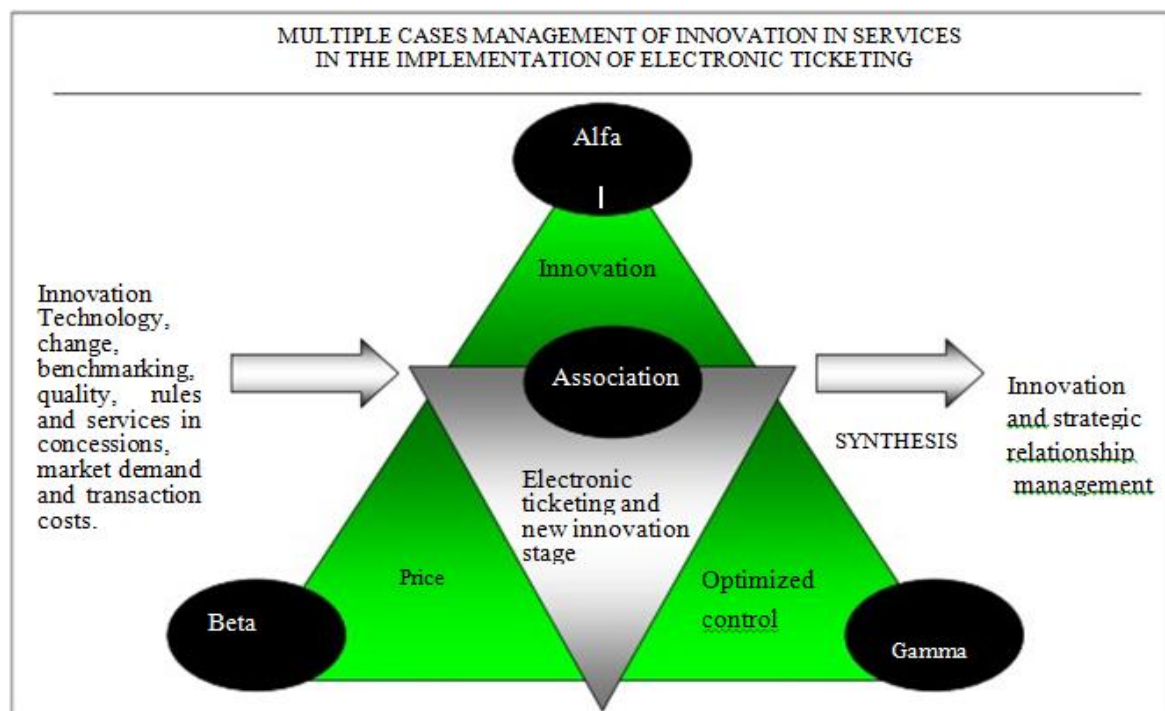 MULTIPLE CASES MANAGEMENT OF INNOVATION IN SERVICES
IN THE IMPLEMENTATION OF ELECTRONIC TICKETING
Alfa
Innovation
Innovation
Technology,
change,
benchmarking,
quality, rules
and services in
concessions,
market demand
and transaction
costs.
Association
Electronic
ticketing and
new innovation
stage
SYNTHESIS
Innovation
and strategic
relationship
management
Price
Optimized
control
Beta
Gamma